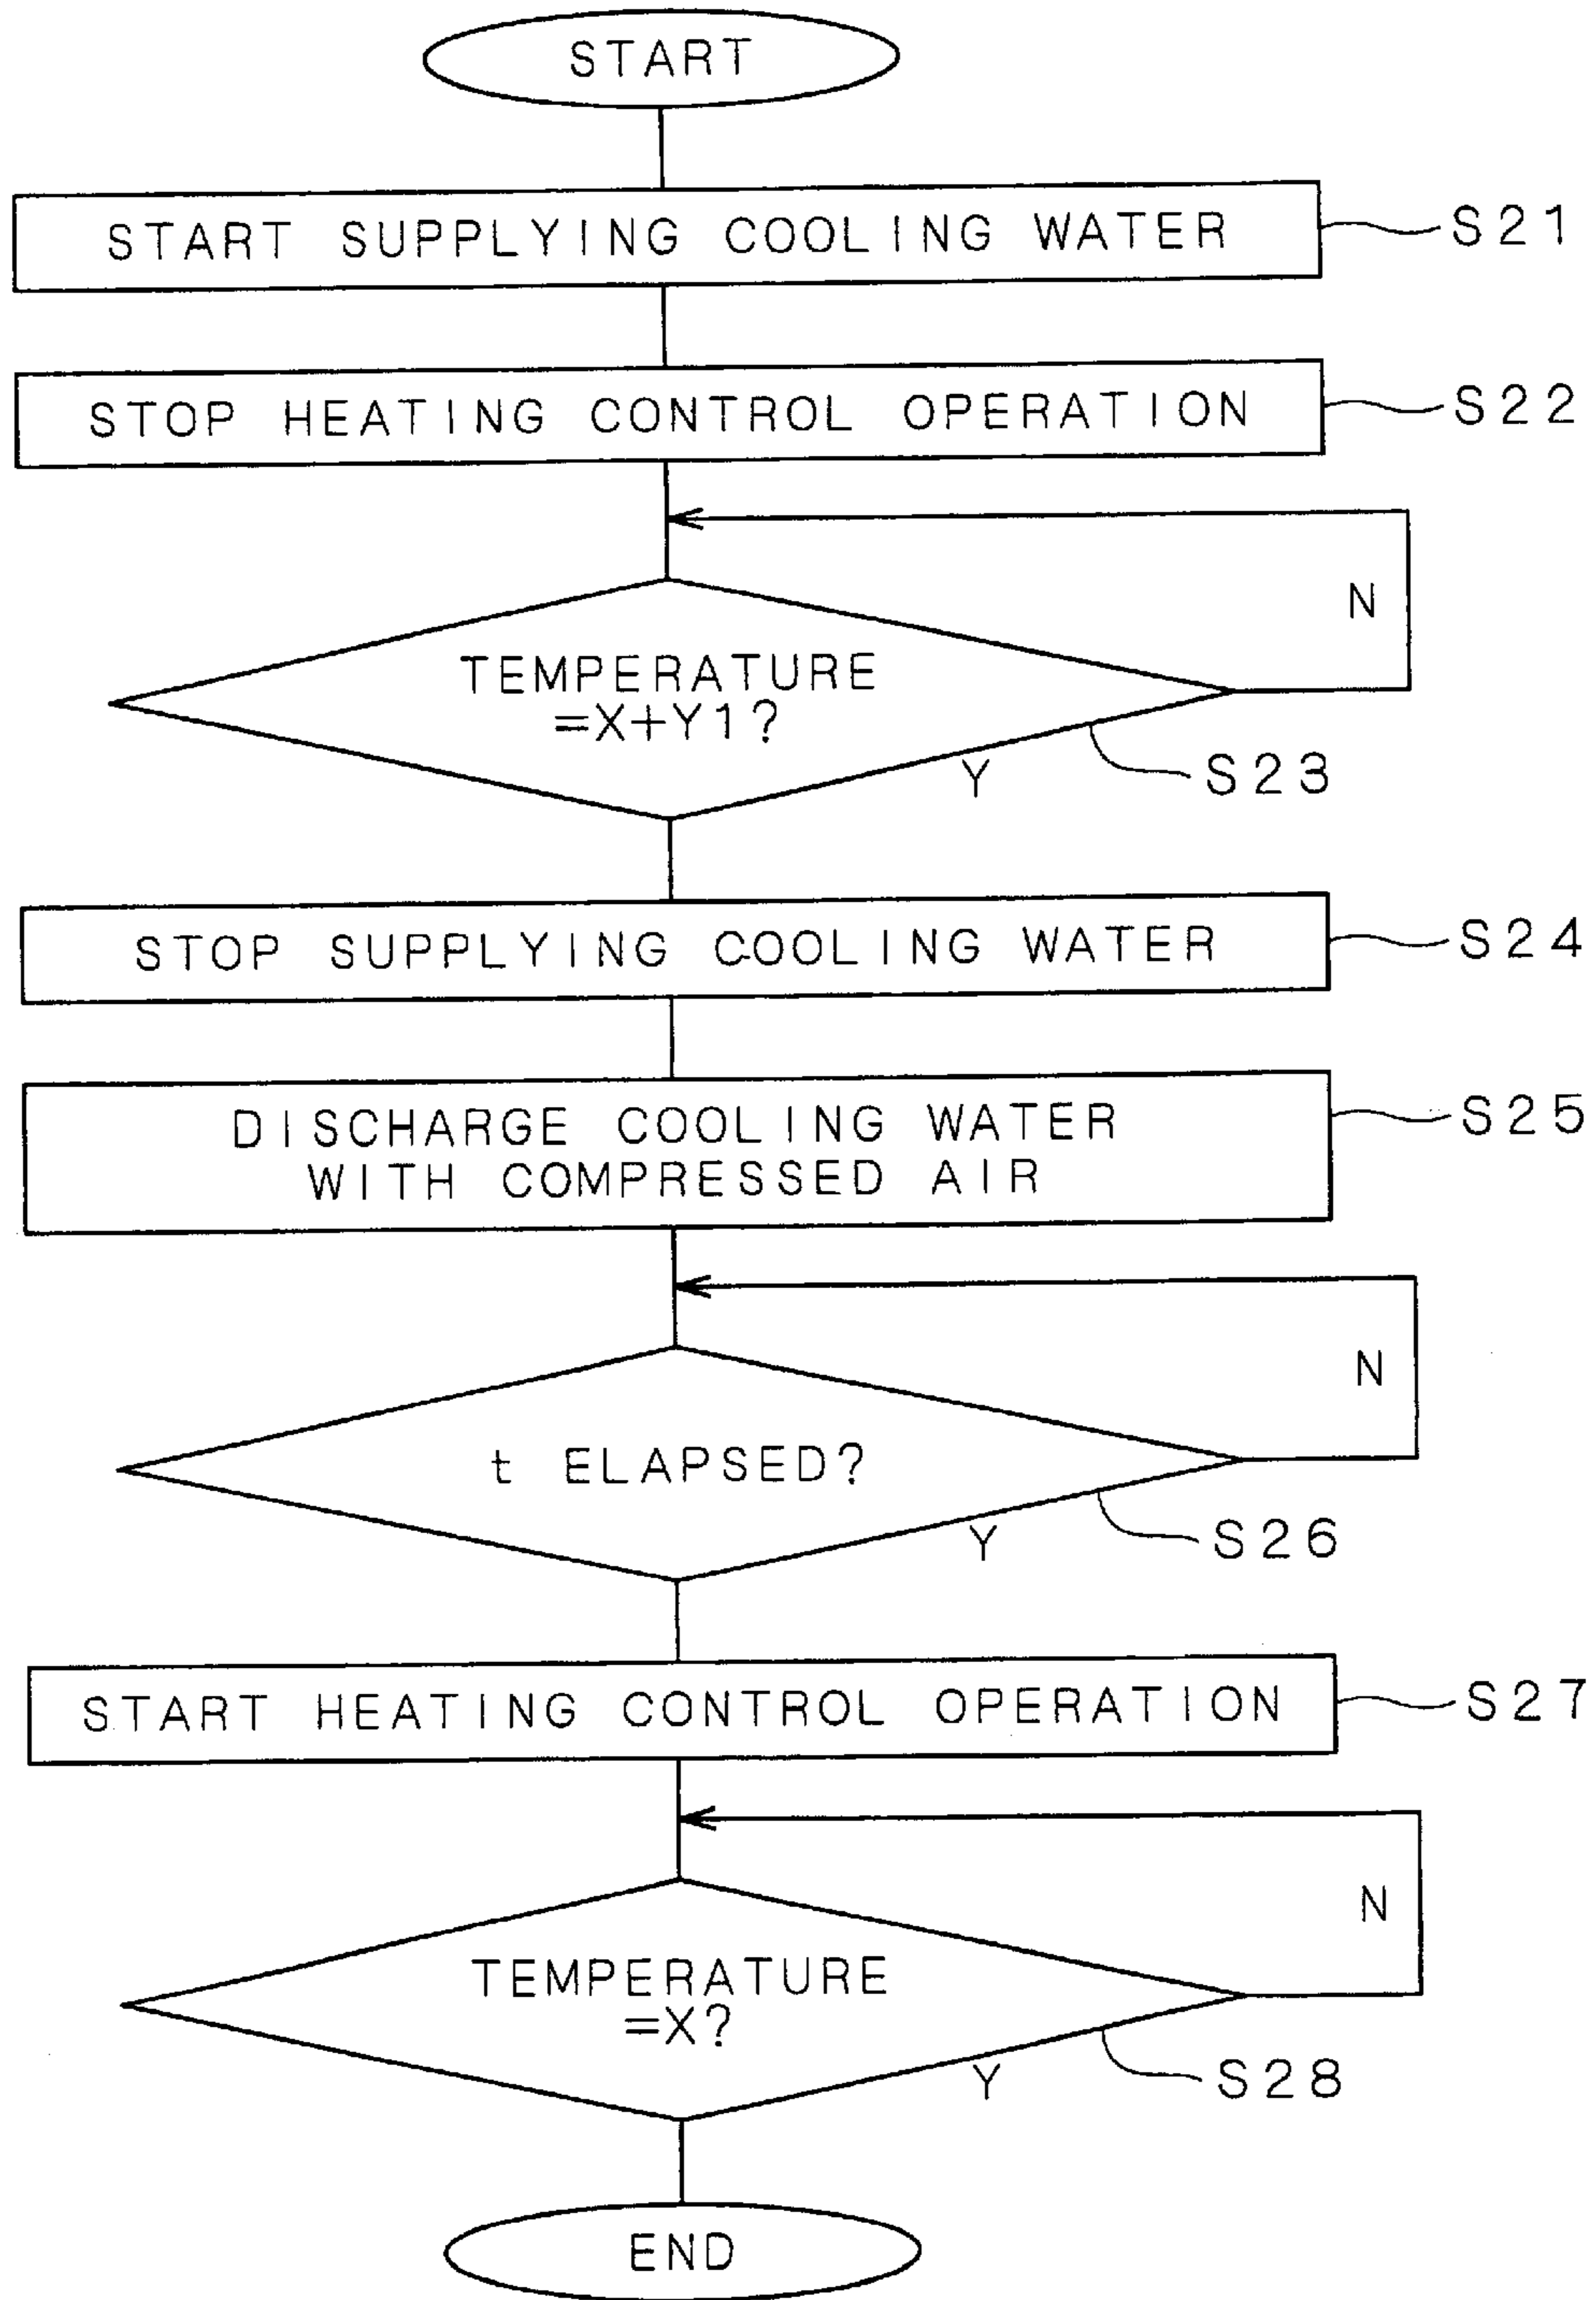 START
START SUPPLYING COOLING WATER
S21
STOP HEATING CONTROL OPERATION
S22
N
TEMPERATURE
=X+Y1?
Y
S23
STOP SUPPLYING COOLING WATER
S24
DISCHARGE COOLING WATER
WITH COMPRESSED AIR
S25
N
t ELAPSED?
Y
S26
START HEATING CONTROL OPERATION
S27
N
TEMPERATURE
=X?
Y
S28
END